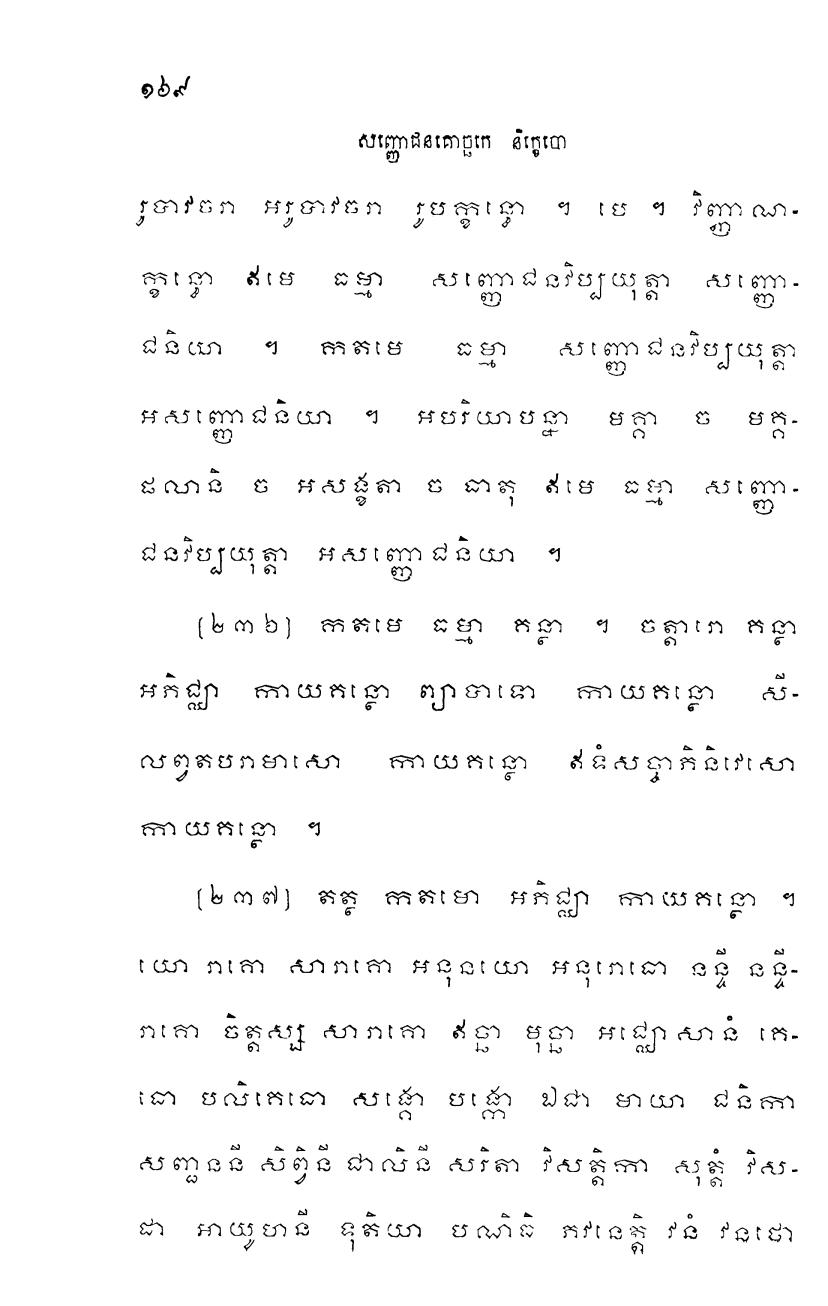 ១៦៩
សញ្ញោជនគោច្ឆកេ និក្ខេបោ
រូបាវចរា អរូបាវចរា រូបក្ខន្ធោ ។ បេ ។ វិញ្ញាណ-
ក្ខន្ធោ ឥមេ ធម្មា សញ្ញោជនវិប្បយុត្តា សញ្ញោ-
ជនិយា ។ កតមេ ធម្មា សញ្ញោជនវិប្បយុត្តា
អសញ្ញោជនិយា ។ អបរិយាបន្នា មគ្គា ច មគ្គ-
ផលានិ ច អសង្ខតា ច ធាតុ ឥមេ ធម្មា សញ្ញោ-
ជនវិប្បយុត្តា អសញ្ញោជនិយា ។
[២៣៦] កតមេ ធម្មា គន្ថា ។ ចត្តារោ គន្ថា
អភិជ្ឈា កាយគន្ថោ ព្យាបាទោ កាយគន្ថោ សី-
លព្វតបរាមាសោ កាយគន្ថោ ឥទំសច្ចាភិនិវេសោ
កាយគន្ថោ ។
[២៣៧] តត្ថ កតមោ អភិជ្ឈា កាយគន្ថោ ។
យោ រាគោ សារាគោ អនុនយោ អនុរោធោ នន្ទី នន្ទិ-
រាគោ ចិត្តស្ស សារាគោ ឥច្ឆា មុច្ឆា អជ្ឈោសានំ គេ-
ធោ បលិគេធោ សង្គោ បង្កោ ឯជា មាយា ជនិកា
សញ្ជននី សិព្វិនី ជាលិនី សរិតា វិសត្តិកា សុត្តំ វិស-
ដា អាយូហនី ទុតិយា បណិធិ ភវនេត្តិ វនំ វនថោ